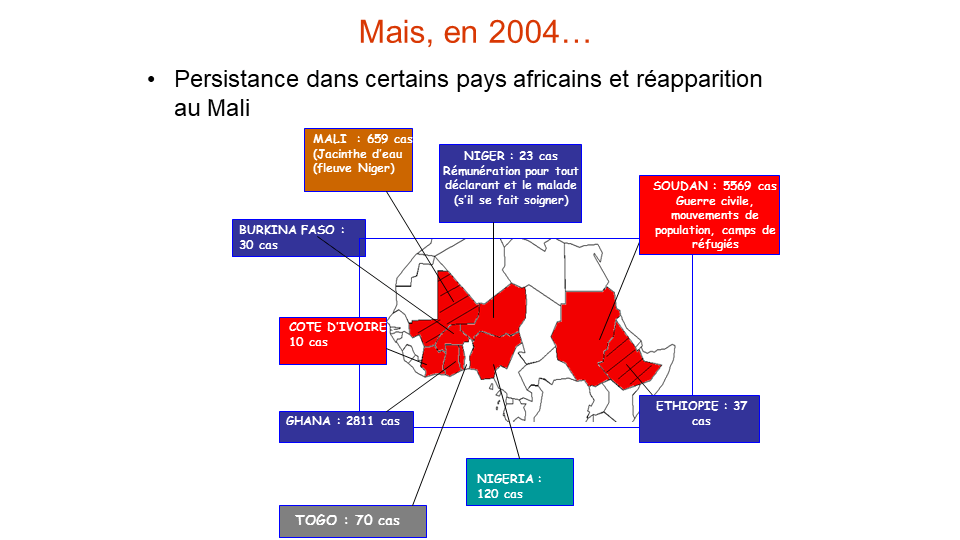 Mais, en 2004…
• Persistance dans certains pays africains et réapparition
au Mali
MALI : 659 cas
(Jacinthe d’eau
(fleuve Niger)
NIGER : 23 cas
Rémunération pour tout
déclarant et le malade
(s’il se fait soigner)
SOUDAN : 5569 cas
Guerre civile,
mouvements de
population, camps de
réfugiés
BURKINA FASO :
30 cas
COTE D’IVOIRE
10 cas
GHANA : 2811 cas
ETHIOPIE : 37
cas
NIGERIA :
120 cas
TOGO : 70 cas